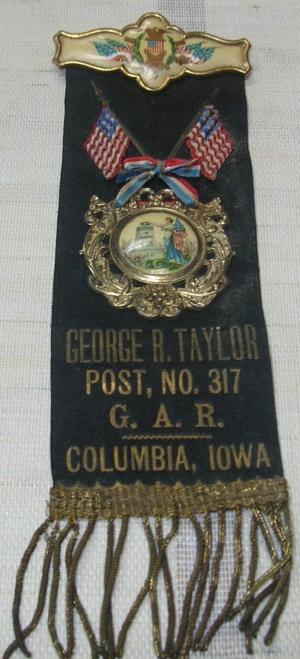 GEORGE R. TAYLOR
POST, NO. 317
G. A. R.
COLUMBIA, IOWA